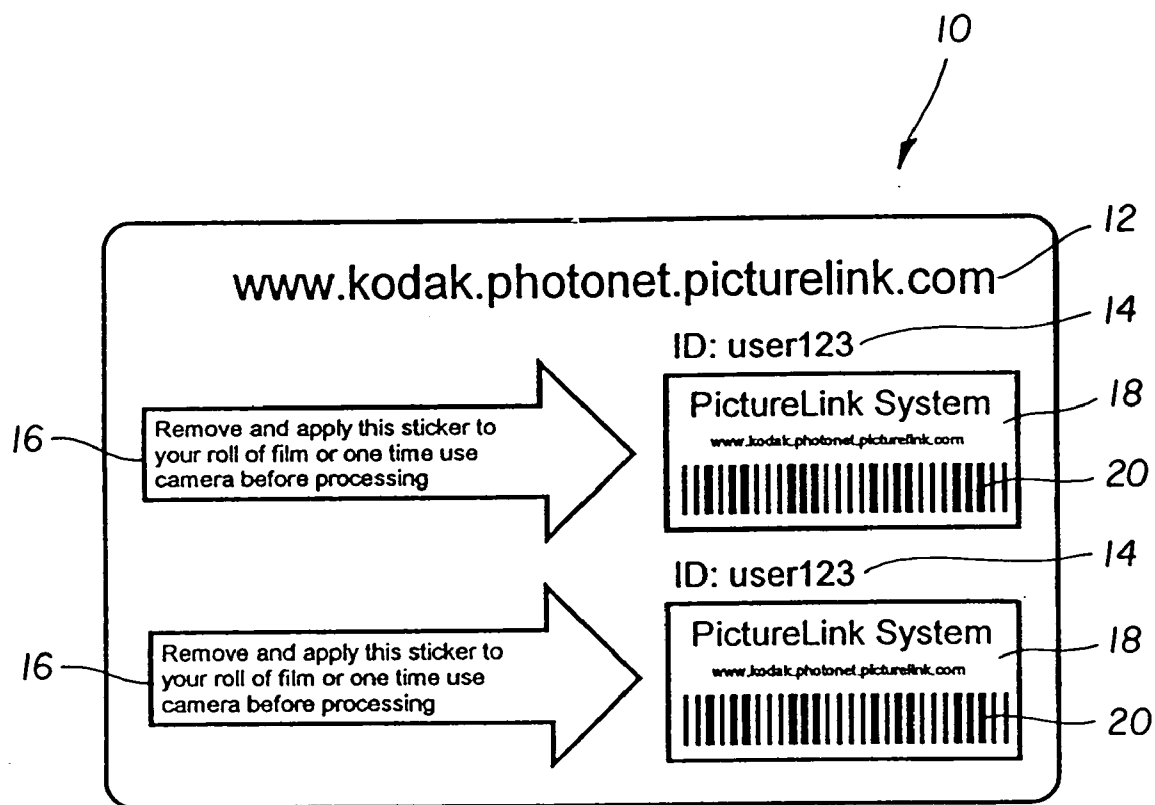 10
12
www.kodak.photonet.picturelink.com
14
ID: user123
PictureLink System
18
www.kodak.photonet.picturelink.com
16
Remove and apply this sticker to
your roll of film or one time use
camera before processing
20
ID: user123
14
PictureLink System
18
www.kodak.photonet.picturelink.com
16
Remove and apply this sticker to
your roll of film or one time use
camera before processing
20